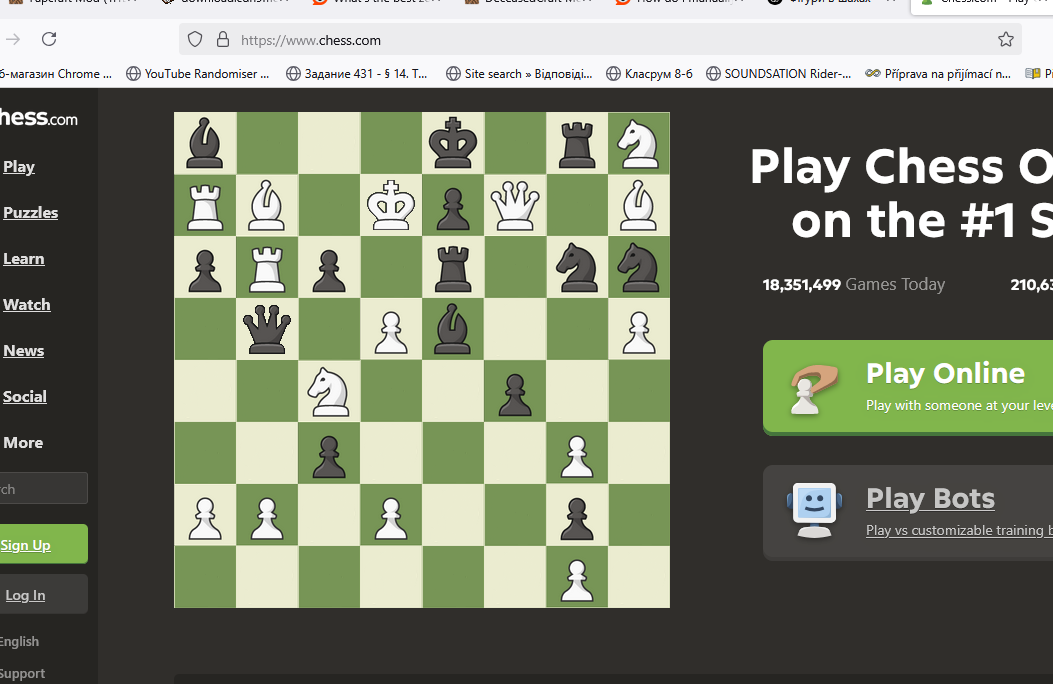 https://www.chess.com
YouTube Randomiser ...
Задание 431 - § 14. Т...
Site search » Відповіді...
Класрум 8-б
SOUNDSATION Rider-...
Příprava na přijímací n...
б-магазин Chrome ...
hess.com
Play
Puzzles
Learn
Watch
News
Social
More
rch
Sign Up
Log In
English
Support
Play Chess O
on the #1 S
18,351,499 Games Today
210,63
Play Online
Play with someone at your leve
Play Bots
Play vs customizable training b